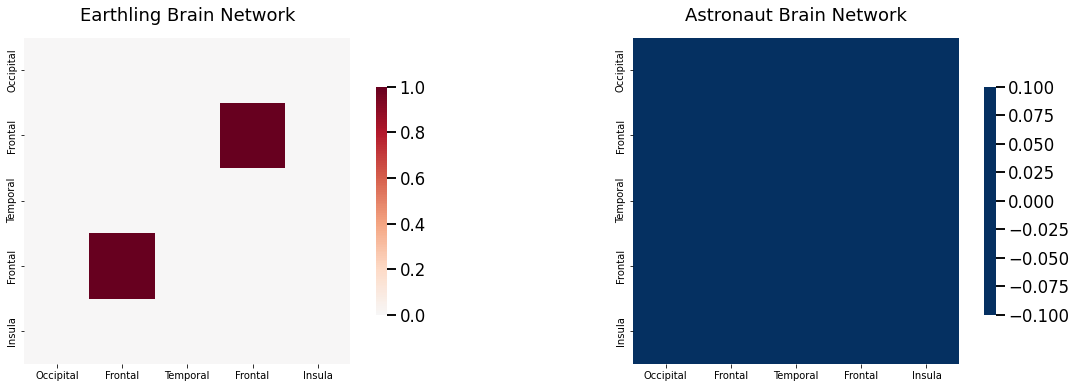 Earthling Brain Network
Occipital
Frontal
Temporal
Frontal
Insula
Occipital Frontal Temporal Frontal Insula
1.0
0.8
0.6
0.4
0.2
0.0
Astronaut Brain Network
Occipital
Frontal
Temporal
Frontal
Insula
Occipital Frontal Temporal Frontal Insula
0.100
0.075
0.050
0.025
0.000
−0.025
−0.050
−0.075
−0.100